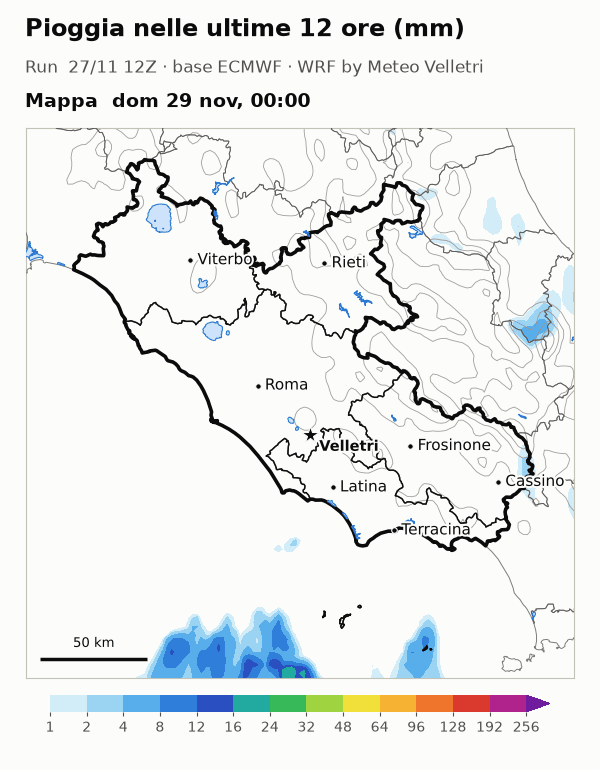 Pioggia nelle ultime 12 ore (mm)
Run 27/11 12Z · base ECMWF · WRF by Meteo Velletri
Mappa dom 29 nov, 00:00
Viterbo
Rieti
Roma
Velletri
Frosinone
Latina
Cassino
Terracina
50 km
1 2 4 8 12 16 24 32 48 64 96 128 192 256